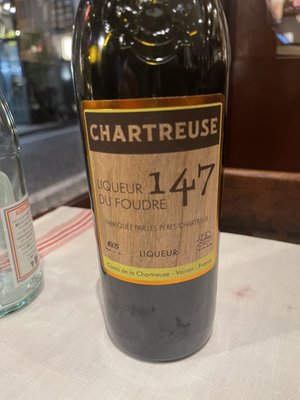 CHARTREUSE
LIQUEUR 147
DU FOUDRE
FABRIQUÉE PAR LES PÈRES CHARTREUX
LIQUEUR
Caves de la Chartreuse - Voiron - France